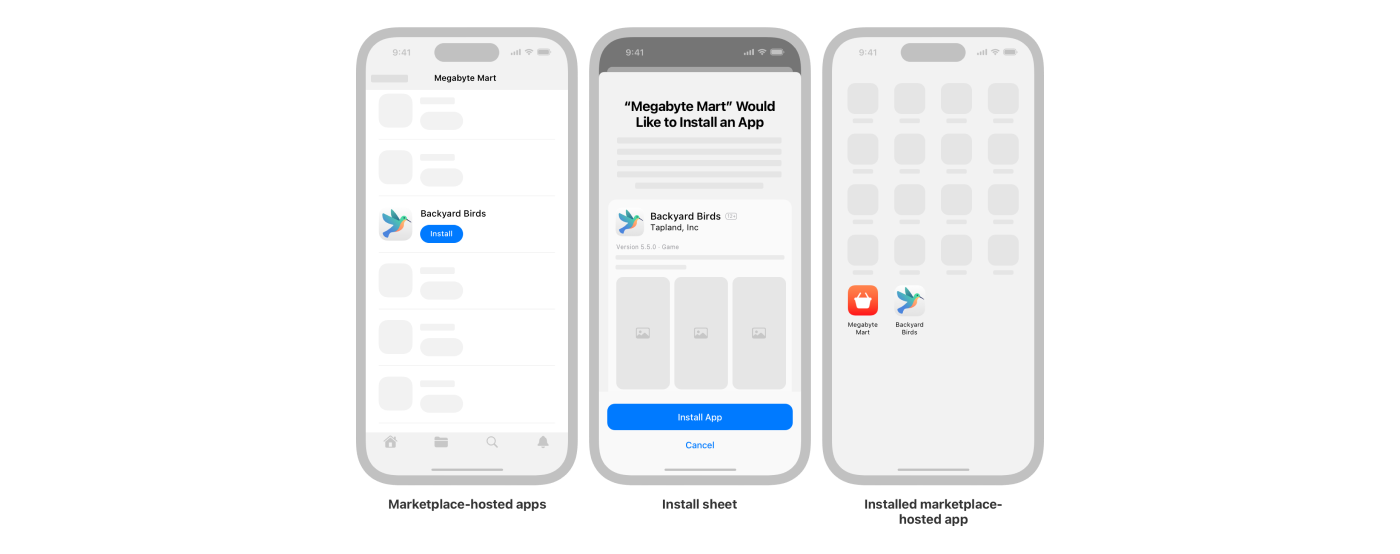 9:41
Megabyte Mart
Backyard Birds
Install
Marketplace-hosted apps
9:41
“Megabyte Mart” Would
Like to Install an App
Backyard Birds
Tapland, Inc
Version 5.5.0 · Game
Install App
Cancel
Install sheet
9:41
Megabyte
Mart
Backyard
Birds
Installed marketplace-
hosted app